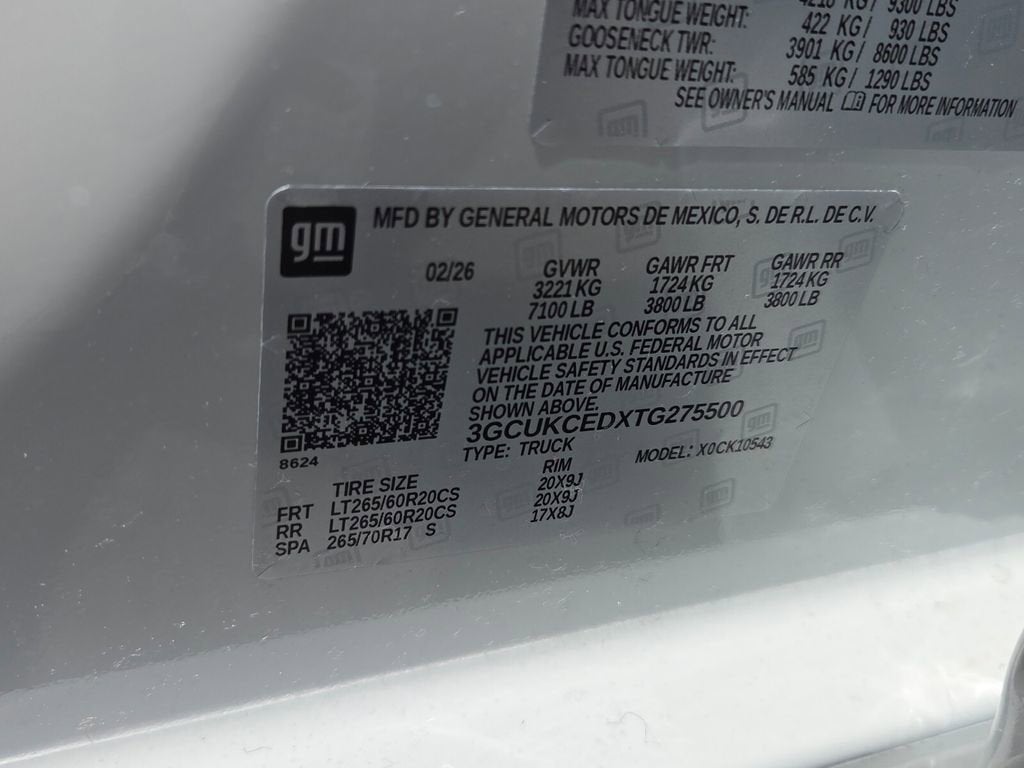 4218 KG/ 9300 LBS
MAX TONGUE WEIGHT: 422 KG/ 930 LBS
GOOSENECK TWR: 3901 KG/ 8600 LBS
MAX TONGUE WEIGHT: 585 KG/ 1290 LBS
SEE OWNER'S MANUAL FOR MORE INFORMATION
gm MFD BY GENERAL MOTORS DE MEXICO, S. DE R.L. DE C.V.
02/26 GVWR GAWR FRT GAWR RR
3221 KG 1724 KG 1724 KG
7100 LB 3800 LB 3800 LB
THIS VEHICLE CONFORMS TO ALL
APPLICABLE U.S. FEDERAL MOTOR
VEHICLE SAFETY STANDARDS IN EFFECT
ON THE DATE OF MANUFACTURE
SHOWN ABOVE.
3GCUKCEDXTG275500
8624 TYPE: TRUCK MODEL: X0CK10543
TIRE SIZE RIM
FRT LT265/60R20CS 20X9J
RR LT265/60R20CS 20X9J
SPA 265/70R17 S 17X8J